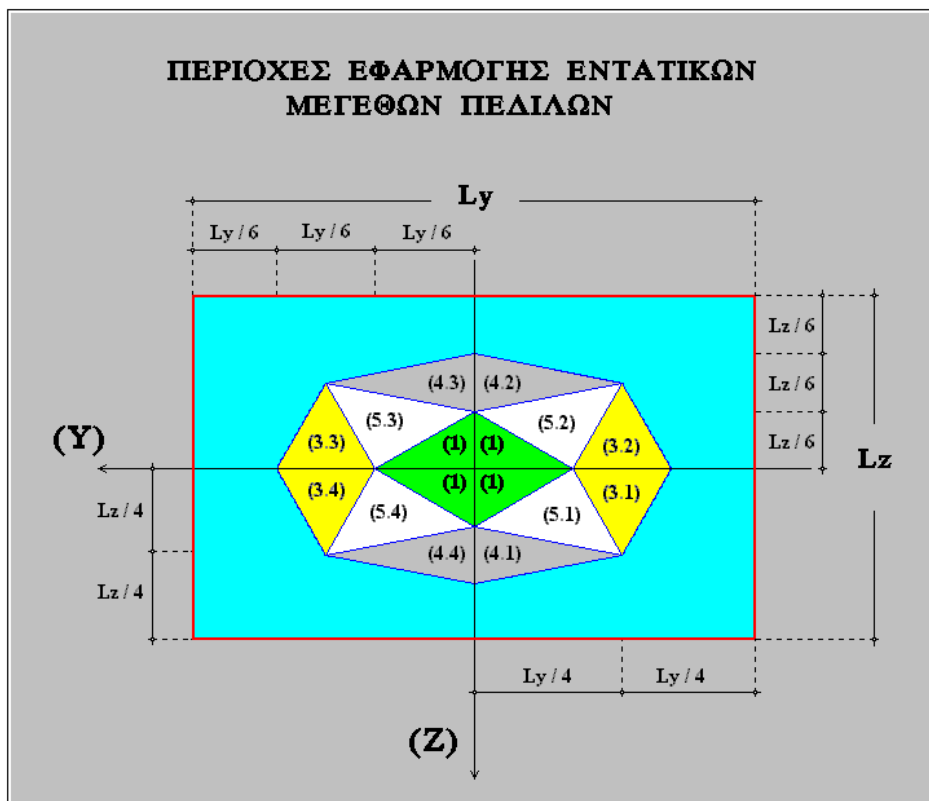 ΠΕΡΙΟΧΕΣ ΕΦΑΡΜΟΓΗΣ ΕΝΤΑΤΙΚΩΝ
ΜΕΓΕΘΩΝ ΠΕΔΙΛΩΝ
Ly
Ly / 6 Ly / 6 Ly / 6
Lz / 6
(4.3) (4.2)
Lz / 6
(5.3) (5.2)
(3.3) (1) (1) (3.2)
Lz / 6
(Y) Lz
(3.4) (1) (1) (3.1)
Lz / 4
(5.4) (5.1)
(4.4) (4.1)
Lz / 4
Ly / 4 Ly / 4
(Z)